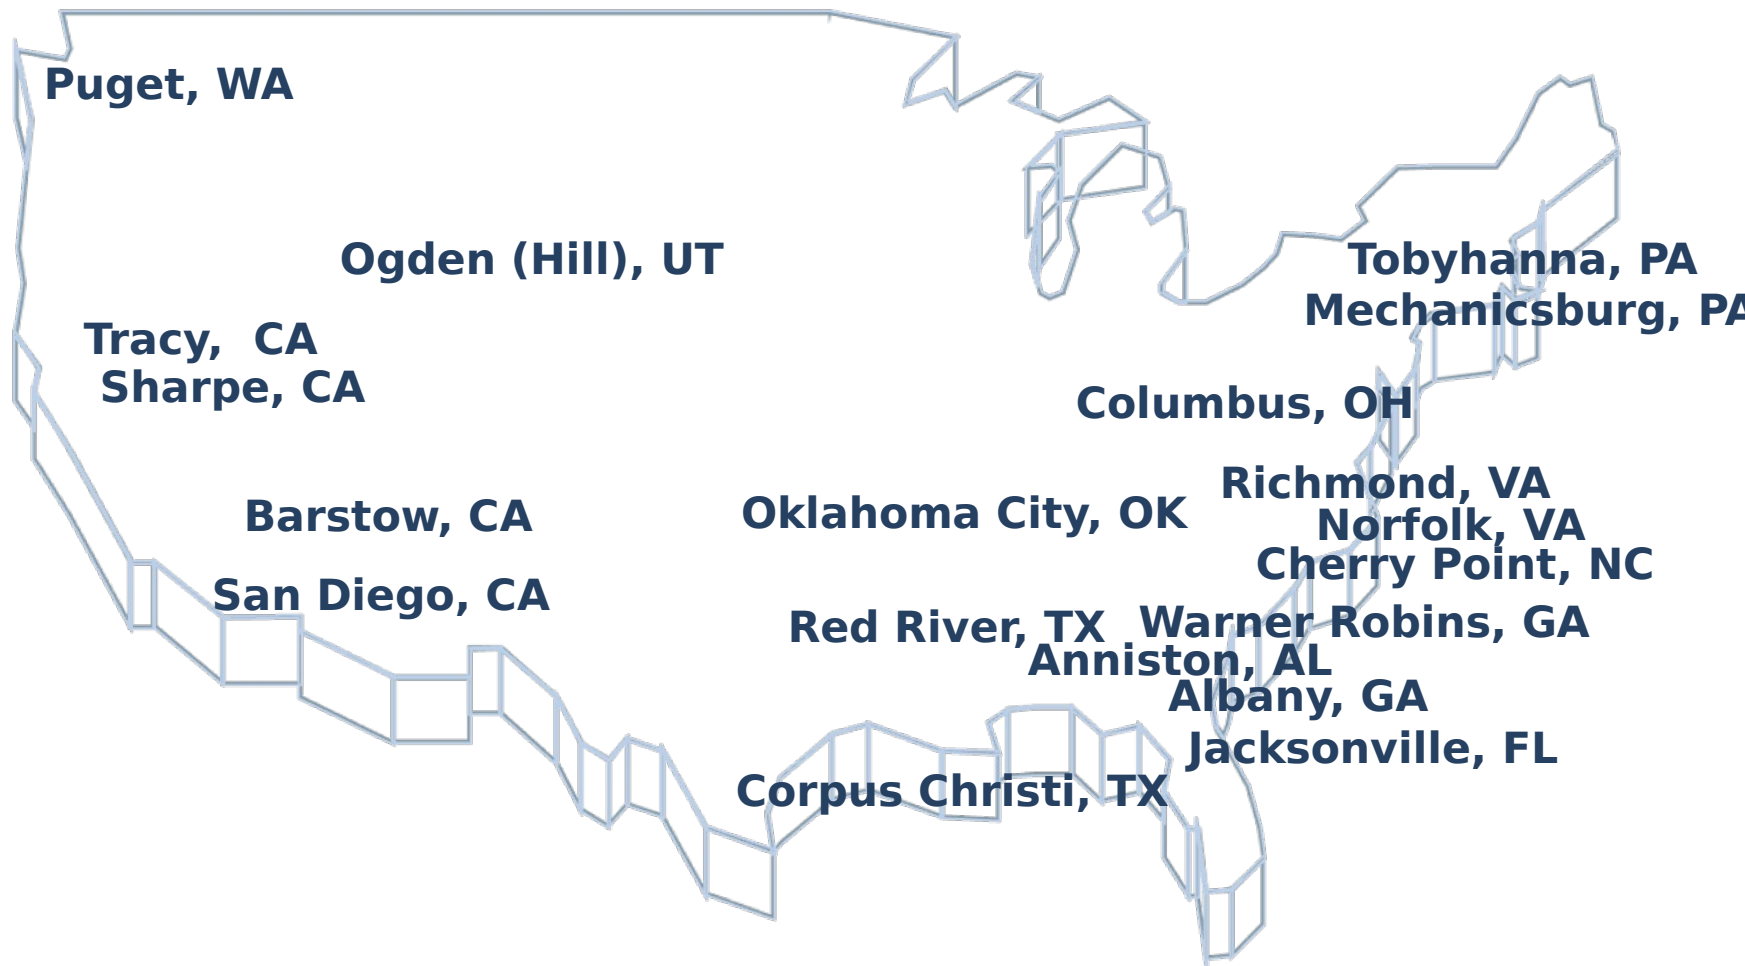 Puget, WA
Ogden (Hill), UT
Tobyhanna, PA
Mechanicsburg, PA
Tracy,  CA
Sharpe, CA
Columbus, OH
Richmond, VA
Barstow, CA
Oklahoma City, OK
Norfolk, VA
Cherry Point, NC
San Diego, CA
Red River, TX
Warner Robins, GA
Anniston, AL
Albany, GA
Jacksonville, FL
Corpus Christi, TX